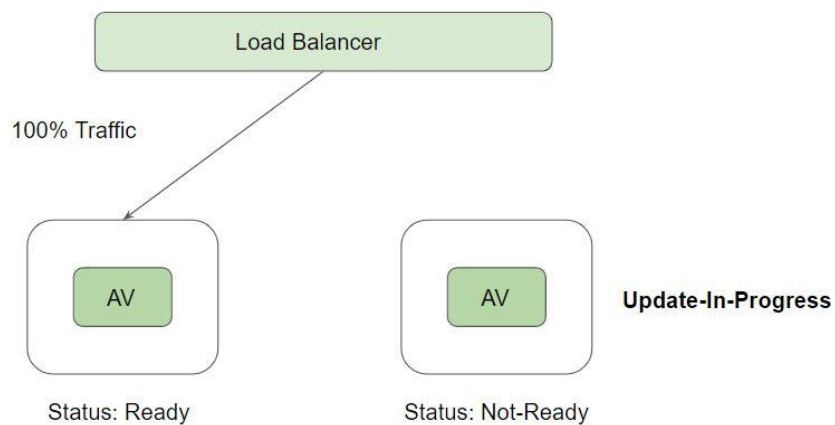 Load Balancer
100% Traffic
AV
AV
Update-In-Progress
Status: Ready
Status: Not-Ready